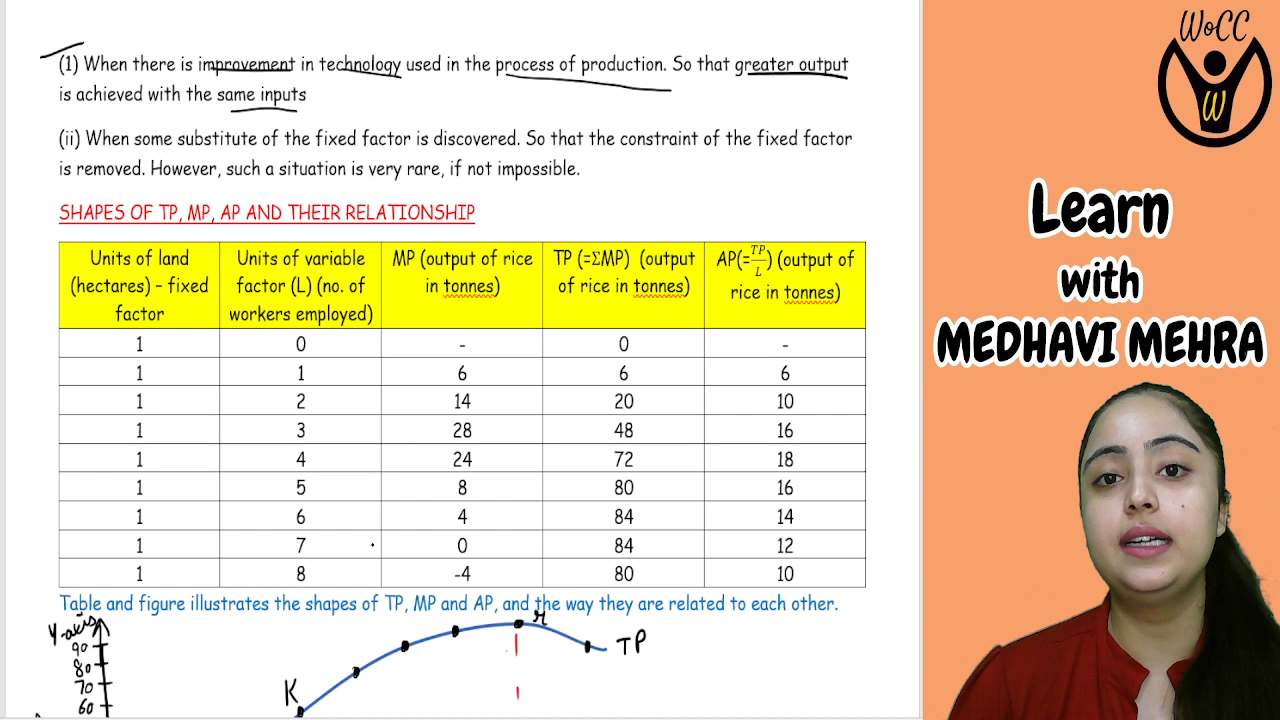 (1) When there is improvement in technology used in the process of production. So that greater output
is achieved with the same inputs
(ii) When some substitute of the fixed factor is discovered. So that the constraint of the fixed factor
is removed. However, such a situation is very rare, if not impossible.
SHAPES OF TP, MP, AP AND THEIR RELATIONSHIP
Units of land (hectares) – fixed factor | Units of variable factor (L) (no. of workers employed) | MP (output of rice in tonnes) | TP (=ΣMP) (output of rice in tonnes) | AP(=TP/L) (output of rice in tonnes)
1 | 0 | - | 0 | -
1 | 1 | 6 | 6 | 6
1 | 2 | 14 | 20 | 10
1 | 3 | 28 | 48 | 16
1 | 4 | 24 | 72 | 18
1 | 5 | 8 | 80 | 16
1 | 6 | 4 | 84 | 14
1 | 7 | 0 | 84 | 12
1 | 8 | -4 | 80 | 10
Table and figure illustrates the shapes of TP, MP and AP, and the way they are related to each other.
Y-axis
90
80
70
60
K
TP
WoCC
W
Learn
with
MEDHAVI MEHRA